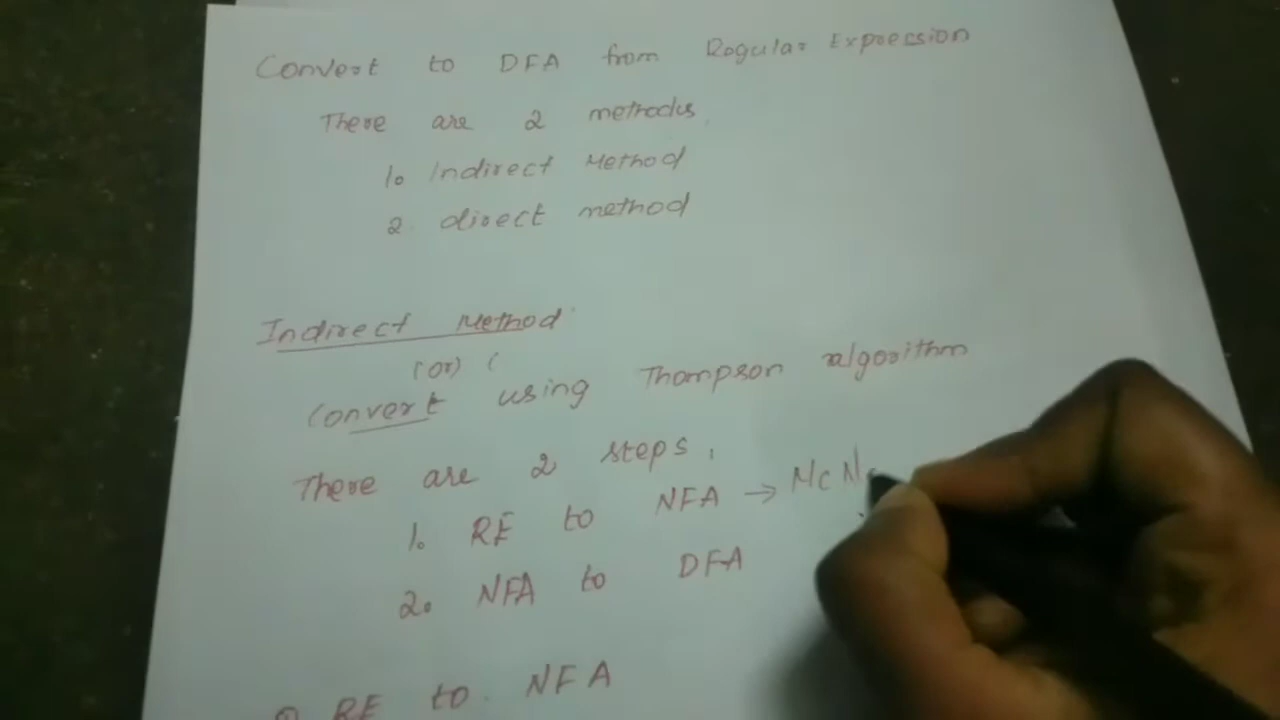 Convert to DFA from Regular Expression
There are 2 methods
1. Indirect Method
2. direct method
Indirect Method
(or) (
Convert using Thompson algorithm
There are 2 steps,
1. RE to NFA → McN
2. NFA to DFA
RE to NFA